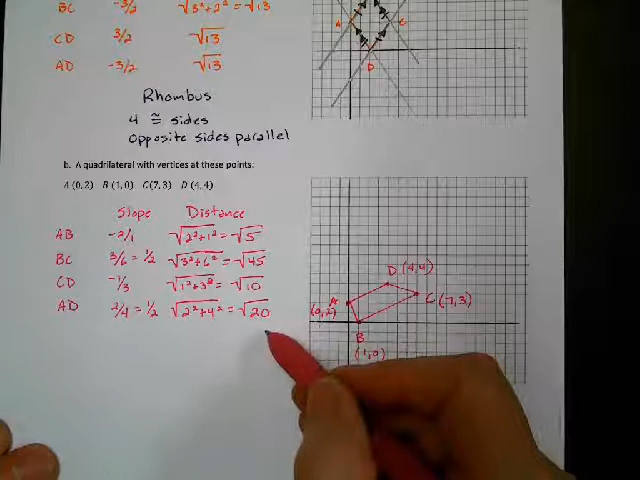 BC -3/2 √3²+2² = √13
CD 3/2 √13
AD -3/2 √13
A C
D
Rhombus
4 ≅ sides
opposite sides parallel
b. A quadrilateral with vertices at these points:
A (0,2) B (1,0) C(7,3) D (4,4)
Slope Distance
AB -2/1 √2²+1² = √5
BC 3/6 = 1/2 √3²+6² = √45
CD -1/3 √1²+3² = √10
AD 2/4 = 1/2 √2²+4² = √20
D (4,4)
A
(0,2)
C (7,3)
B
(1,0)